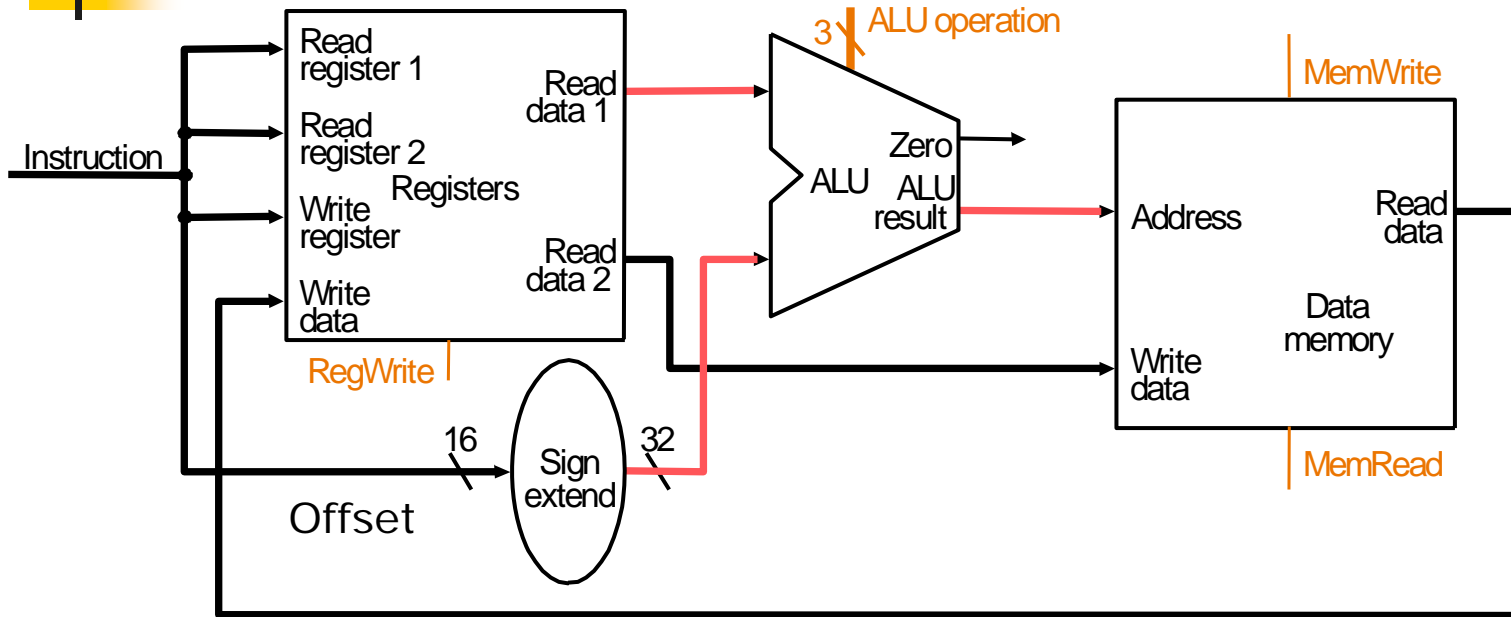 Instruction
Read
register 1
Read
register 2
Registers
Write
register
Write
data
Read
data 1
Read
data 2
RegWrite
16
Sign
extend
32
Offset
3
ALU operation
Zero
ALU
ALU
result
MemWrite
Address
Read
data
Data
memory
Write
data
MemRead